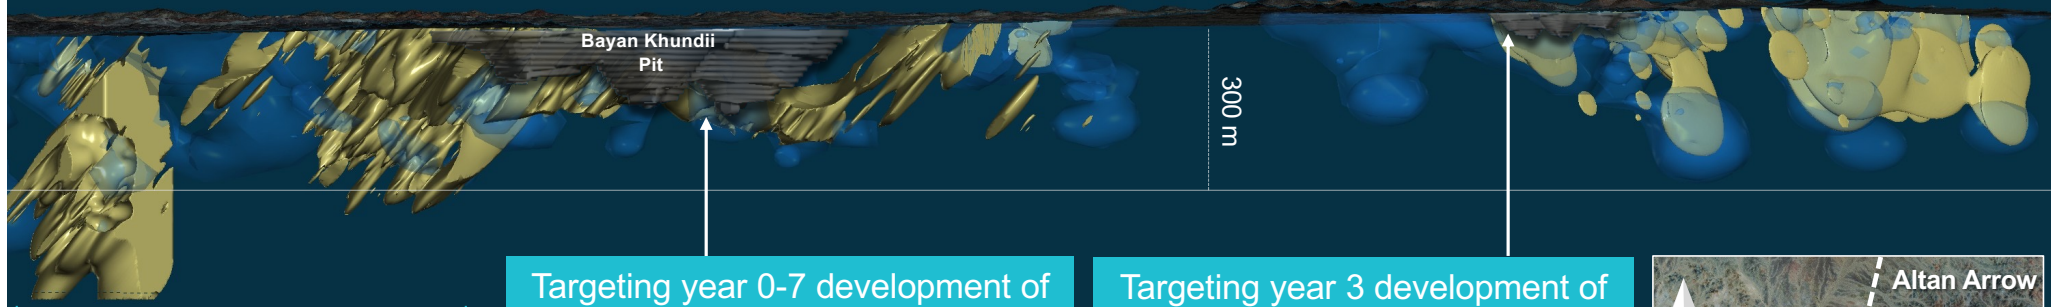 Bayan Khundii
Pit
300 m
Targeting year 0-7 development of
Targeting year 3 development of
Altan Arrow